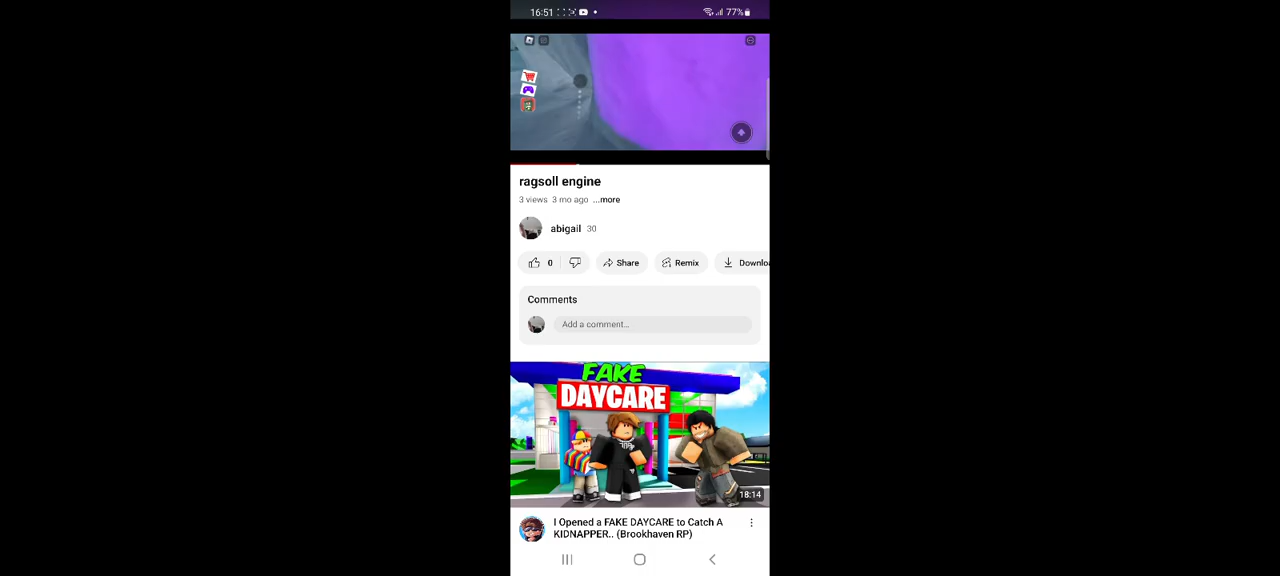 16:51
77%
ragsoll engine
3 views 3 mo ago ...more
abigail 30
0 Share Remix Downloa
Comments
Add a comment...
FAKE
DAYCARE
18:14
I Opened a FAKE DAYCARE to Catch A
KIDNAPPER.. (Brookhaven RP)